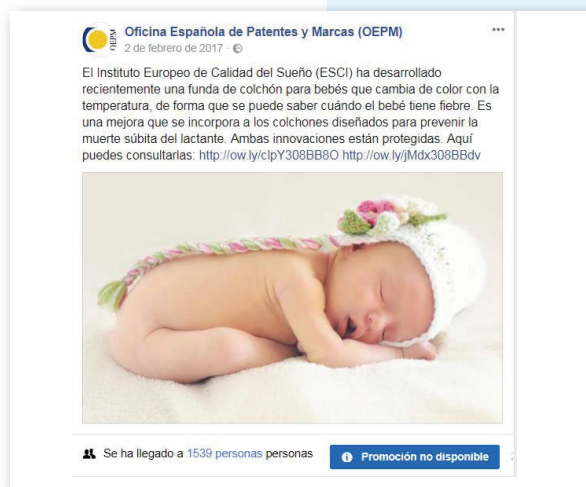 Oficina Española de Patentes y Marcas (OEPM)
OEPM
2 de febrero de 2017 ·
El Instituto Europeo de Calidad del Sueño (ESCI) ha desarrollado
recientemente una funda de colchón para bebés que cambia de color con la
temperatura, de forma que se puede saber cuándo el bebé tiene fiebre. Es
una mejora que se incorpora a los colchones diseñados para prevenir la
muerte súbita del lactante. Ambas innovaciones están protegidas. Aquí
puedes consultarlas: http://ow.ly/clpY308BB8O http://ow.ly/jMdx308BBdv
Se ha llegado a 1539 personas personas
Promoción no disponible